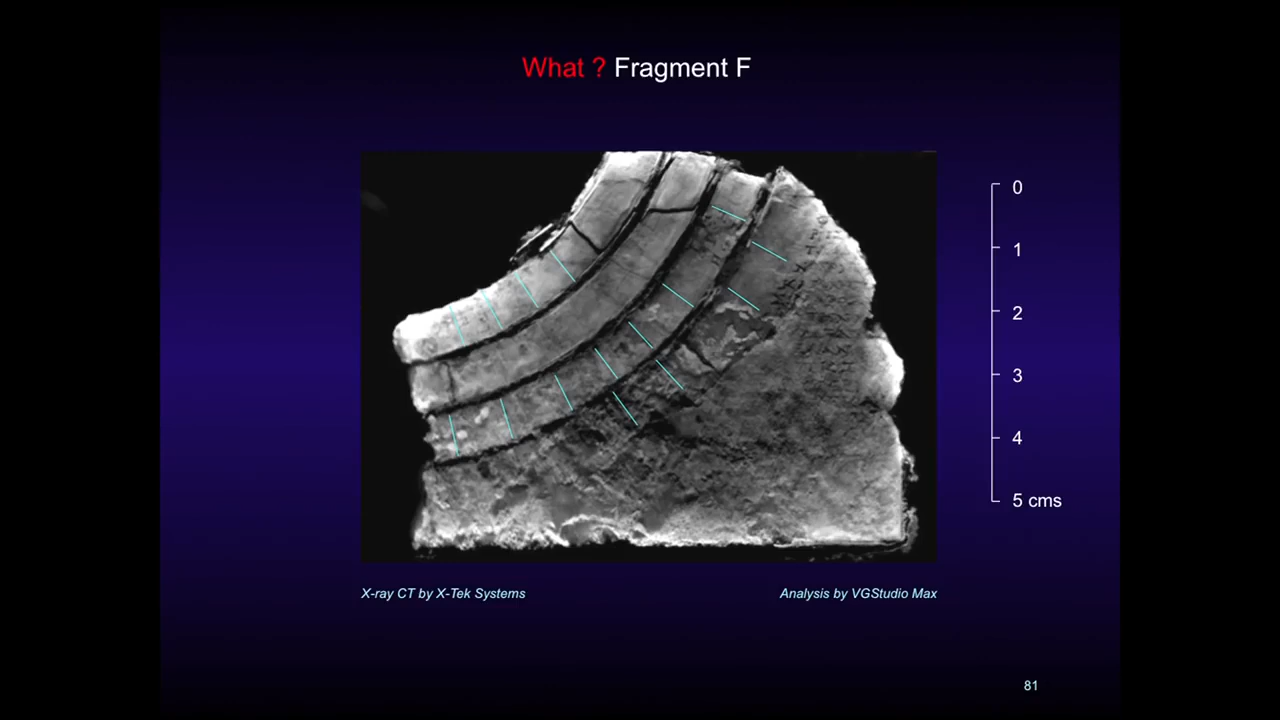 What ? Fragment F
0
1
2
3
4
5 cms
X-ray CT by X-Tek Systems
Analysis by VGStudio Max
81